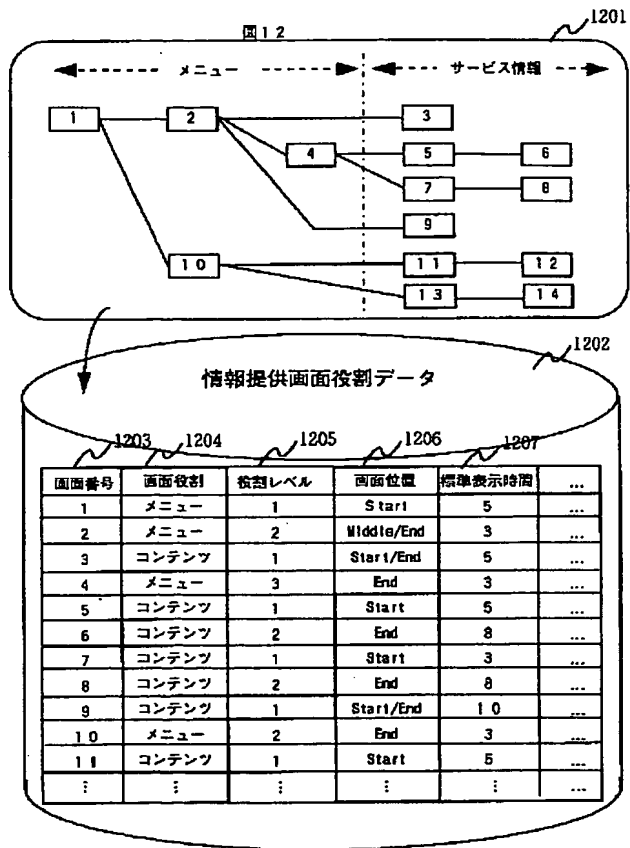 図12
1201
メニュー サービス情報
1 2 3
4 5 6
7 8
9
10 11 12
13 14
1202
情報提供画面役割データ
1203 1204 1205 1206 1207
画面番号 画面役割 役割レベル 画面位置 標準表示時間 ...
1 メニュー 1 Start 5 ...
2 メニュー 2 Middle/End 3 ...
3 コンテンツ 1 Start/End 5 ...
4 メニュー 3 End 3 ...
5 コンテンツ 1 Start 5 ...
6 コンテンツ 2 End 8 ...
7 コンテンツ 1 Start 3 ...
8 コンテンツ 2 End 8 ...
9 コンテンツ 1 Start/End 10 ...
10 メニュー 2 End 3 ...
11 コンテンツ 1 Start 5 ...
⋮ ⋮ ⋮ ⋮ ⋮ ...